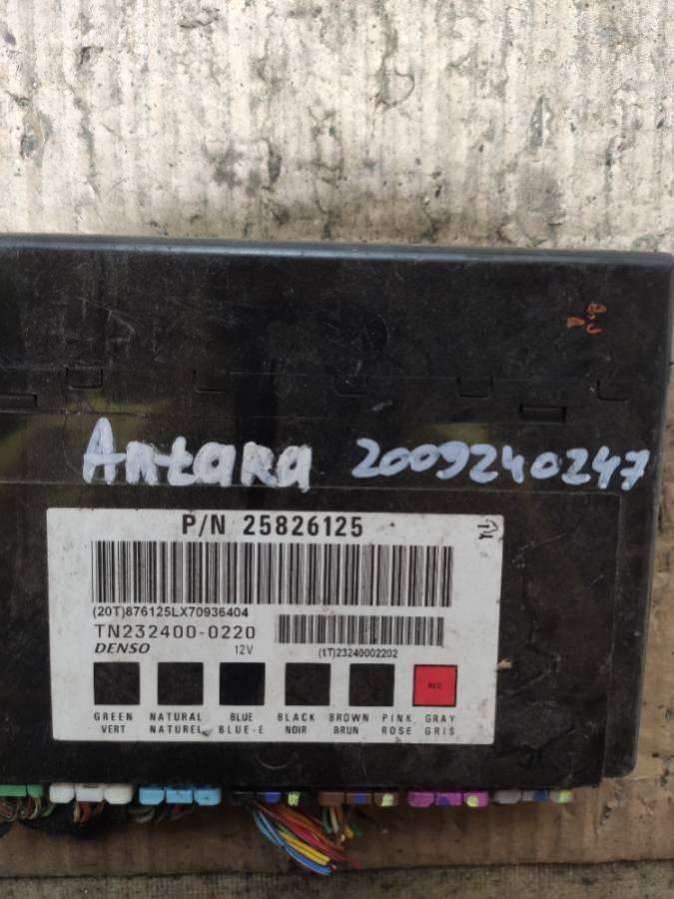 Antara 2009240247
P/N 25826125
(20T)876125LX70936404
TN232400-0220
DENSO 12V (1T)23240002202
RED
GREEN NATURAL BLUE BLACK BROWN PINK GRAY
VERT NATUREL BLUE-E NOIR BRUN ROSE GRIS